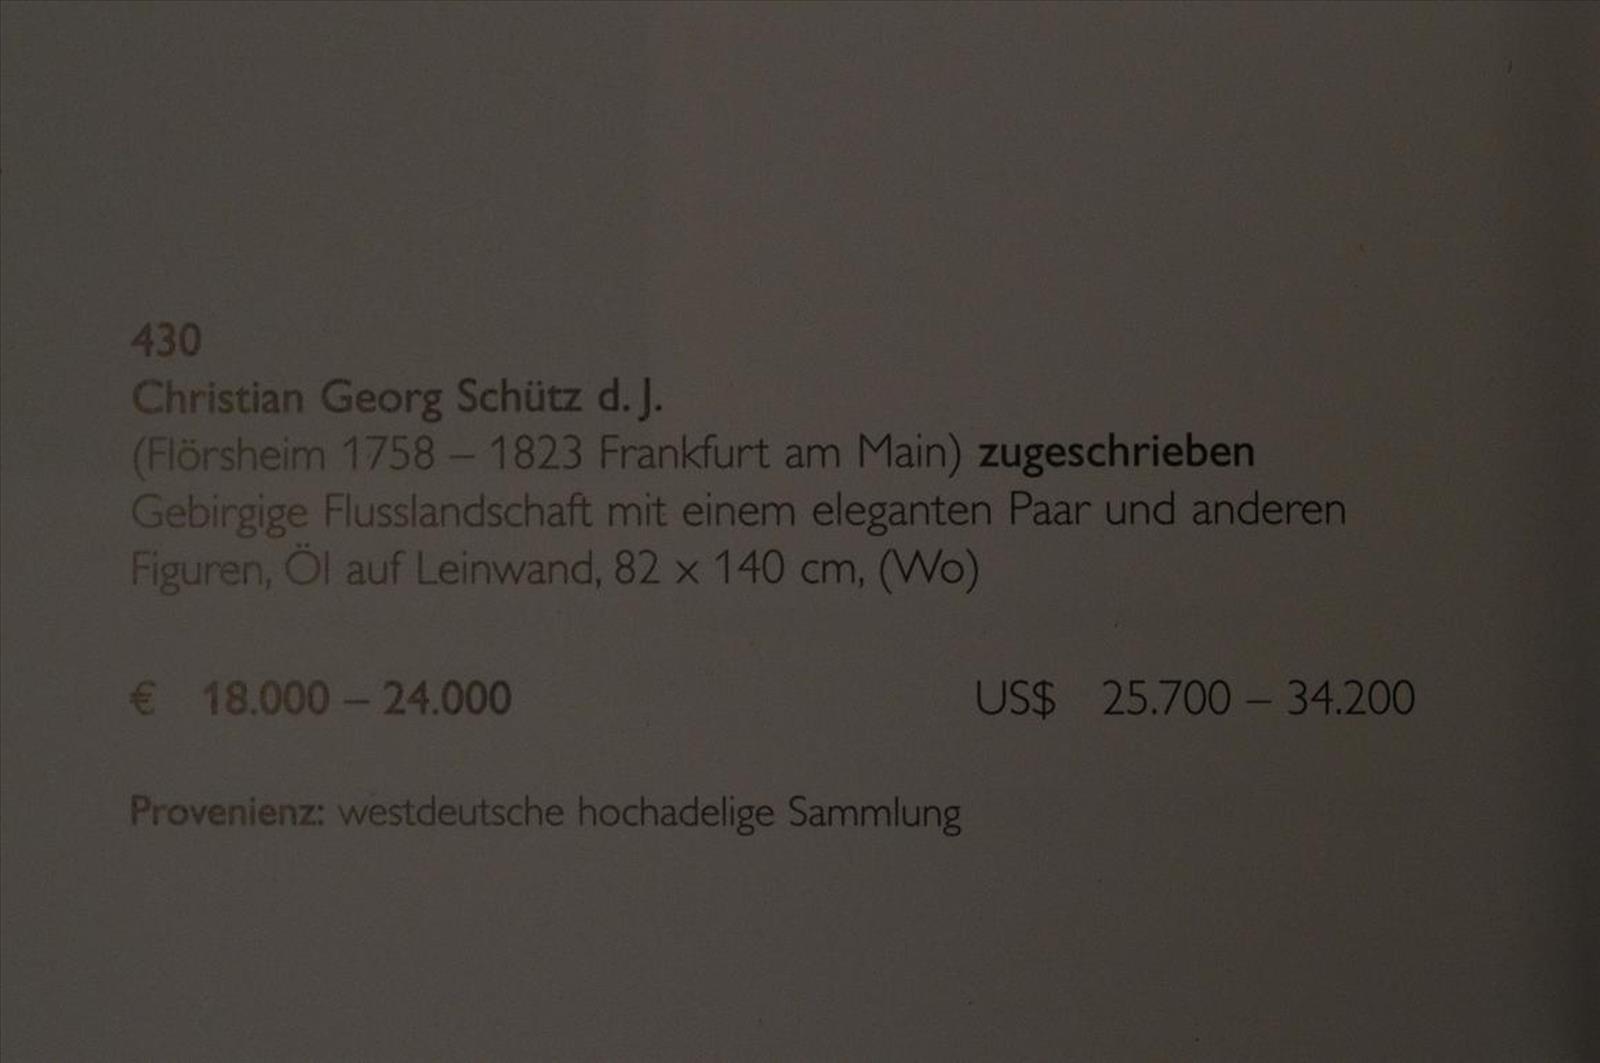 430
Christian Georg Schütz d. J.
(Flörsheim 1758 – 1823 Frankfurt am Main) zugeschrieben
Gebirgige Flusslandschaft mit einem eleganten Paar und anderen
Figuren, Öl auf Leinwand, 82 x 140 cm, (Wo)
€ 18.000 – 24.000 US$ 25.700 – 34.200
Provenienz: westdeutsche hochadelige Sammlung